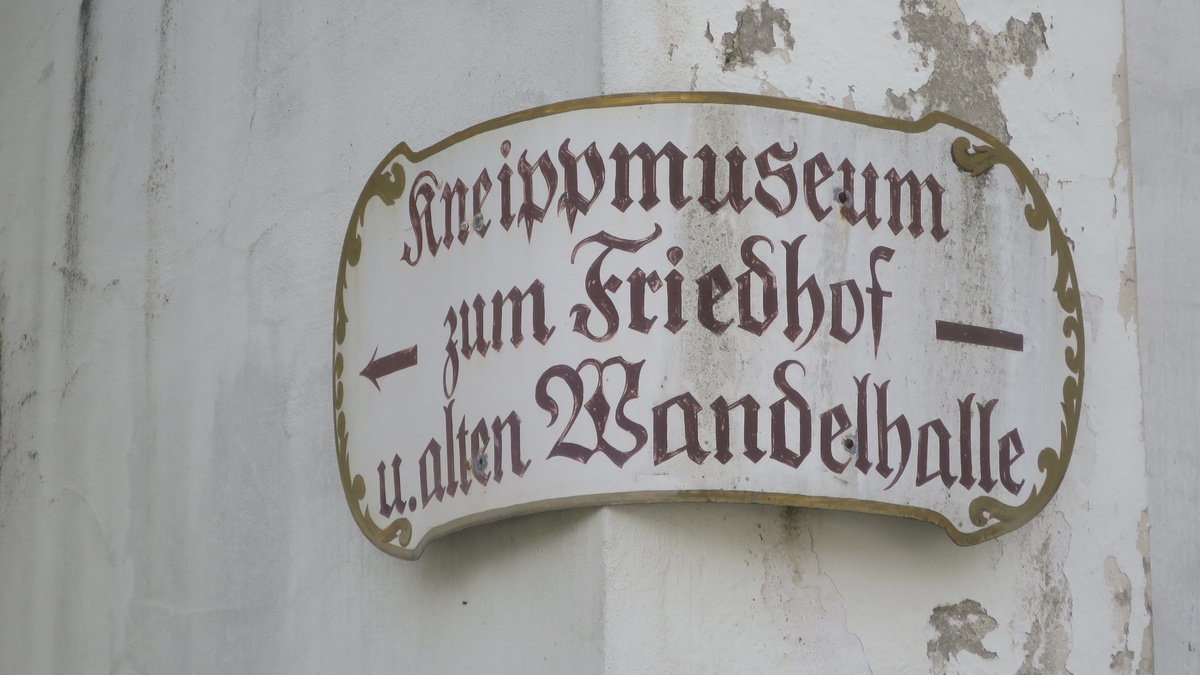 Kneippmuseum
zum Friedhof
u. alten Wandelhalle